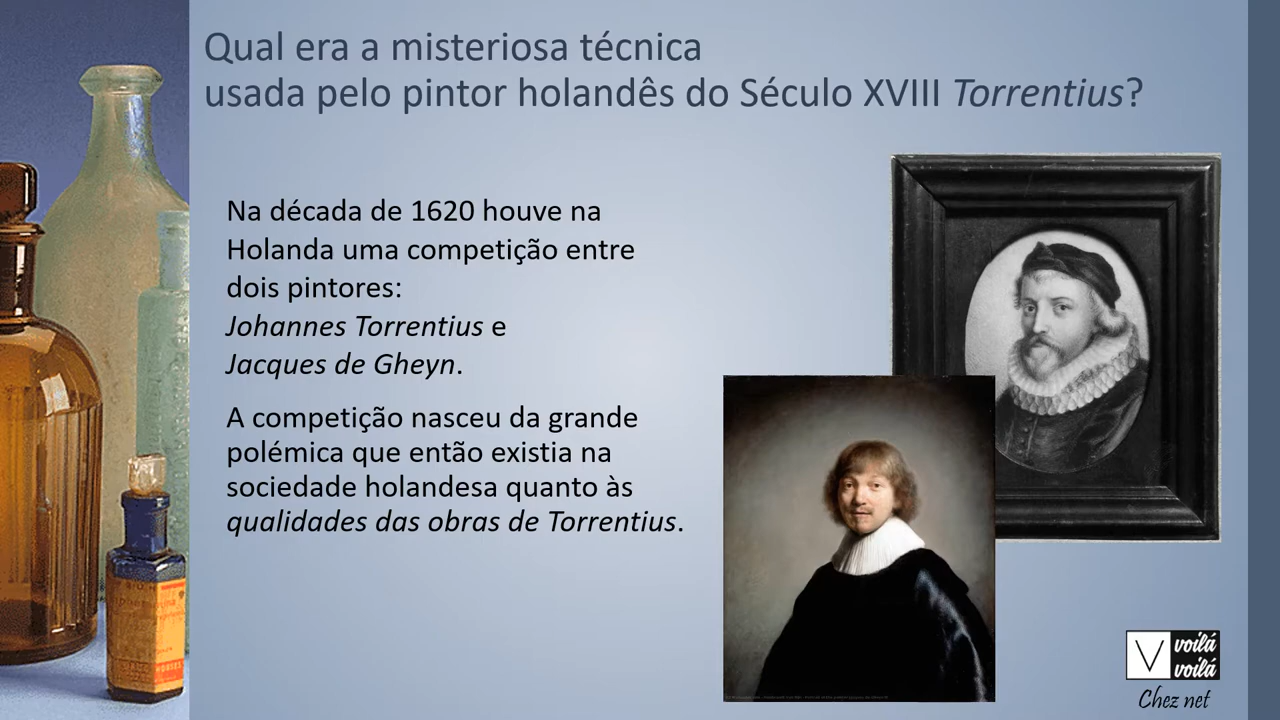 Qual era a misteriosa técnica
usada pelo pintor holandês do Século XVIII Torrentius?
Na década de 1620 houve na
Holanda uma competição entre
dois pintores:
Johannes Torrentius e
Jacques de Gheyn.
A competição nasceu da grande
polémica que então existia na
sociedade holandesa quanto às
qualidades das obras de Torrentius.
V voilá
voilá
Chez net